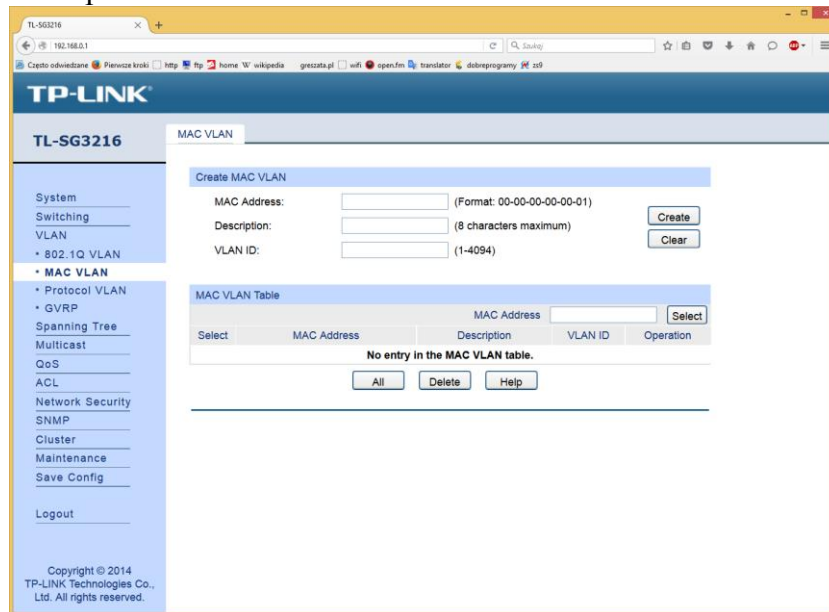 TL-SG3216
192.168.0.1
Szukaj
Często odwiedzane Pierwsze kroki http ftp home W wikipedia greszata.pl wifi open.fm translator dobreprogramy zs9
TP-LINK
TL-SG3216
MAC VLAN
System
Switching
VLAN
• 802.1Q VLAN
• MAC VLAN
• Protocol VLAN
• GVRP
Spanning Tree
Multicast
QoS
ACL
Network Security
SNMP
Cluster
Maintenance
Save Config
Logout
Copyright © 2014
TP-LINK Technologies Co.,
Ltd. All rights reserved.
Create MAC VLAN
MAC Address: (Format: 00-00-00-00-00-01)
Description: (8 characters maximum)
VLAN ID: (1-4094)
Create
Clear
MAC VLAN Table
MAC Address Select
Select MAC Address Description VLAN ID Operation
No entry in the MAC VLAN table.
All Delete Help